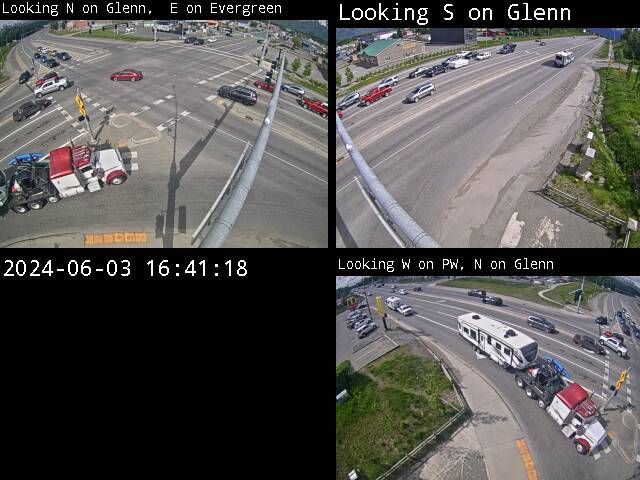 Looking N on Glenn,  E on Evergreen
Looking S on Glenn
2024-06-03 16:41:18
Looking W on PW, N on Glenn